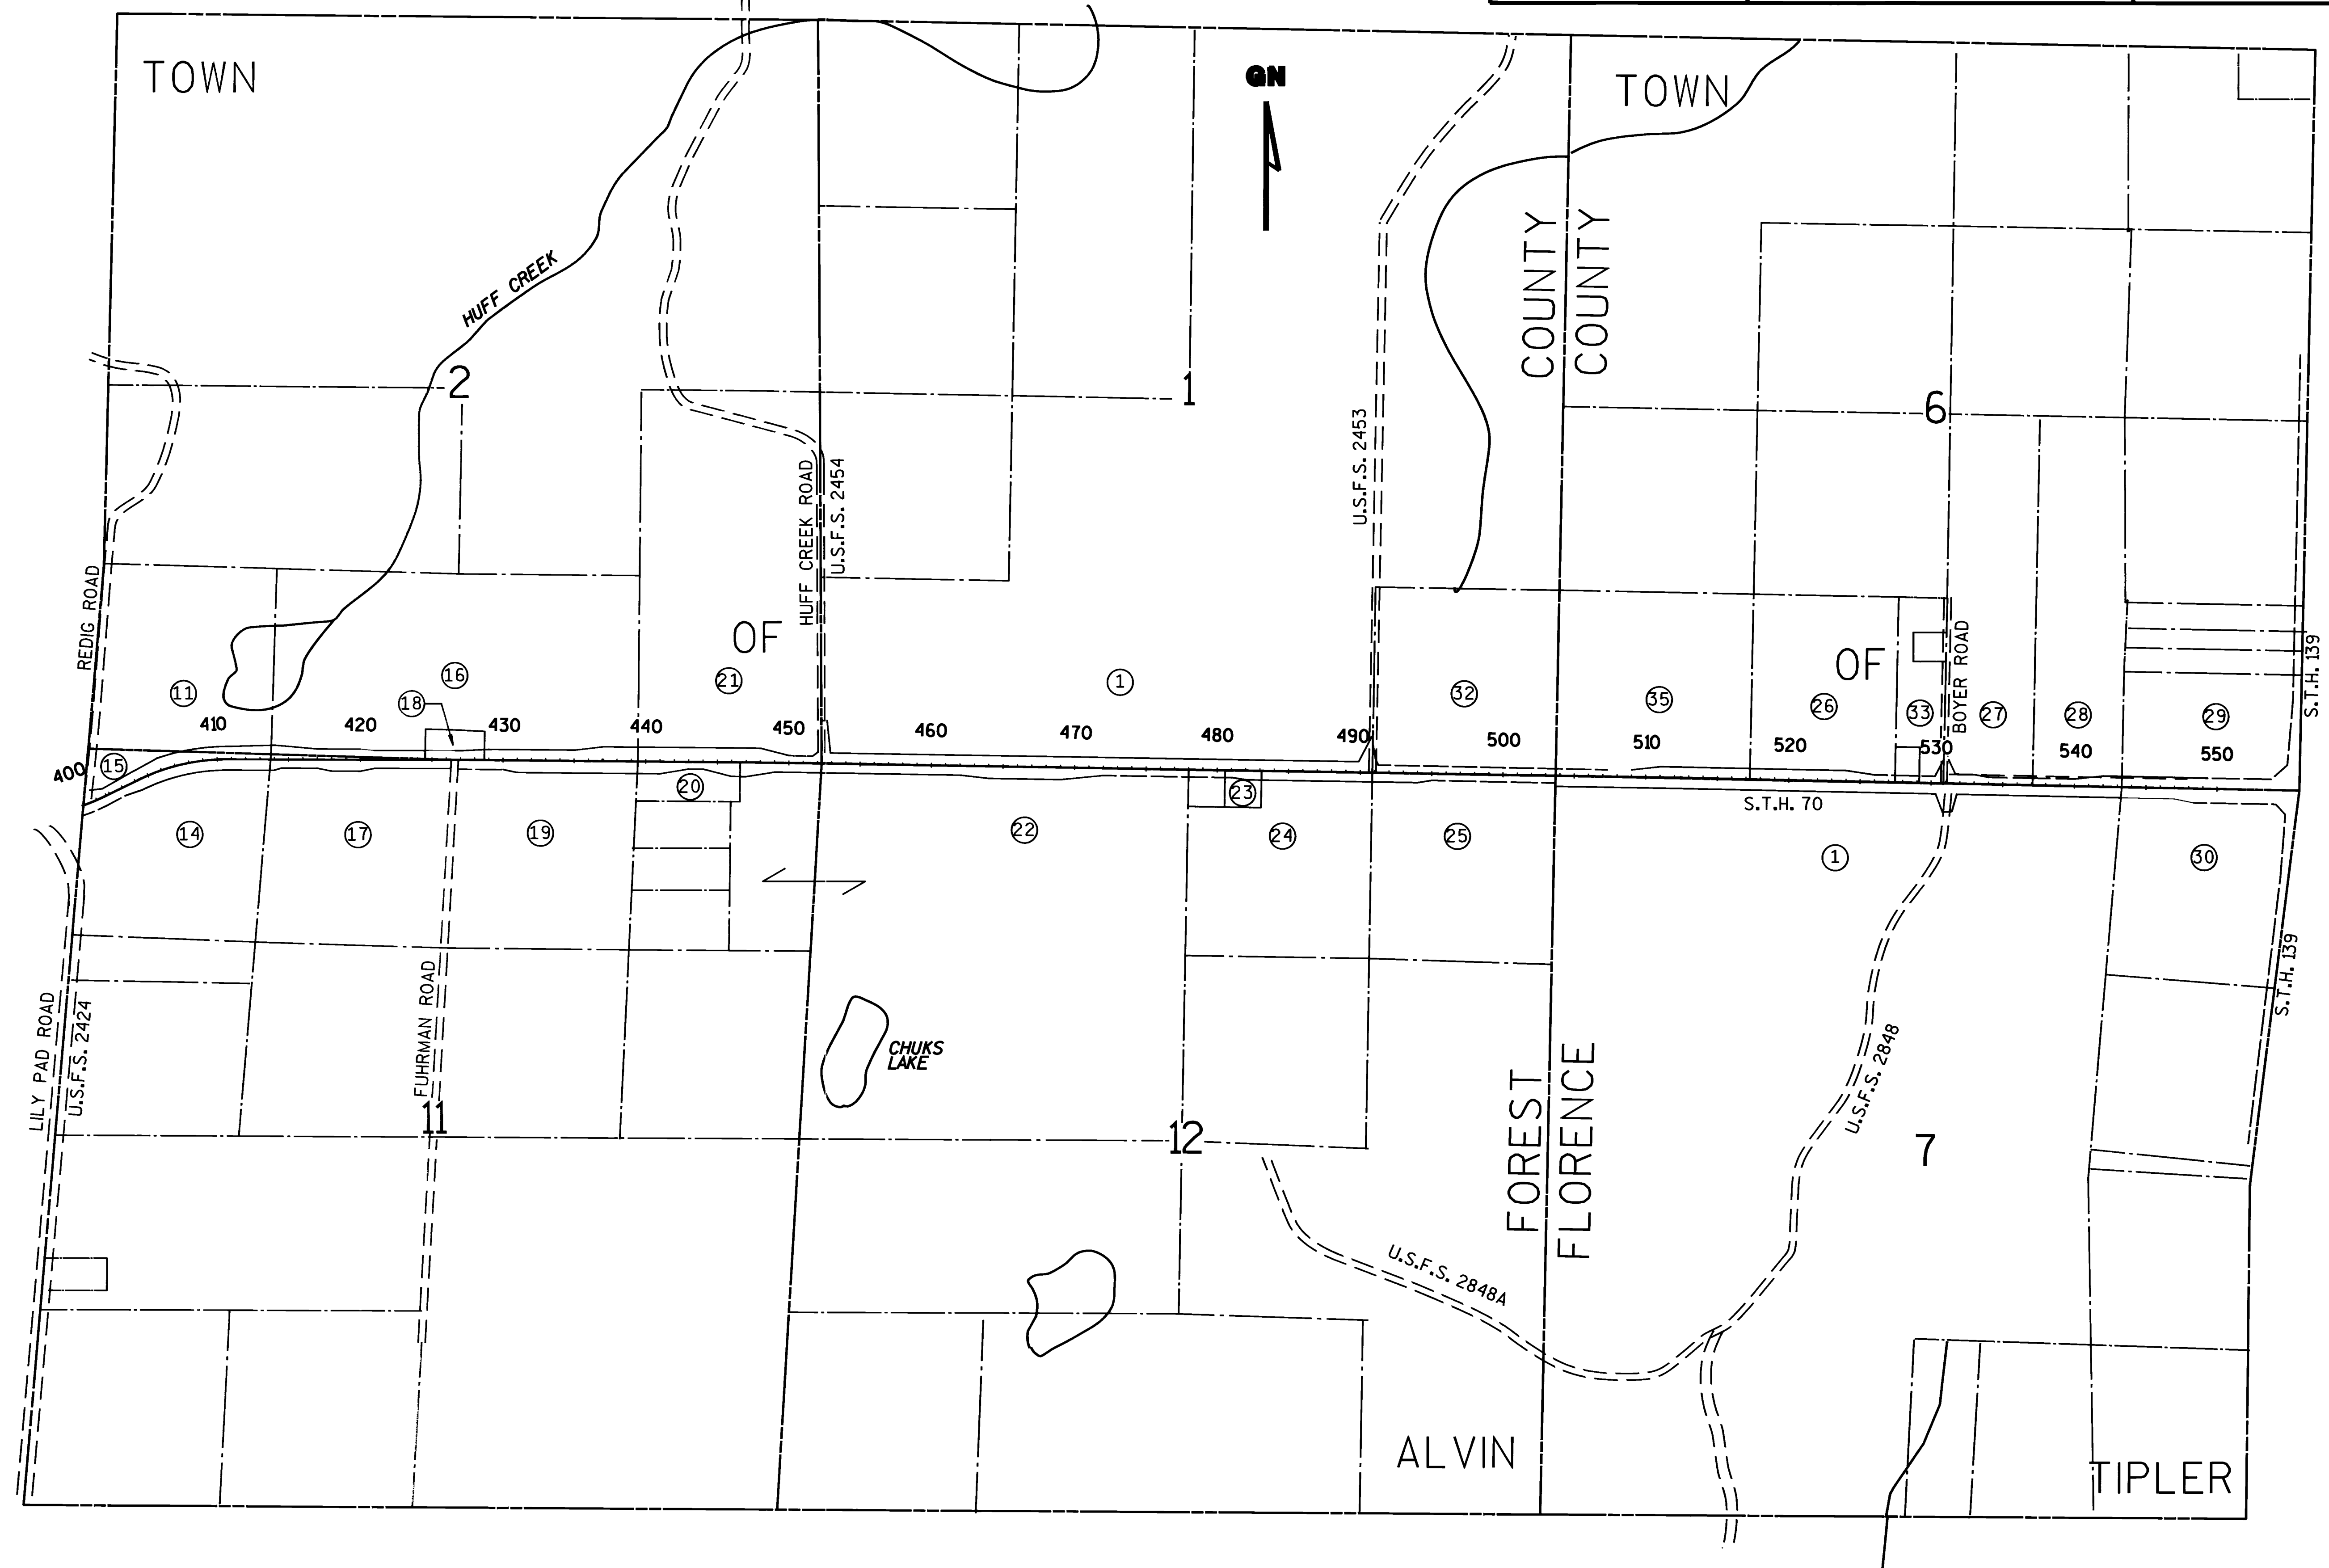 TOWN
GN
TOWN
COUNTY
COUNTY
HUFF CREEK
2
1
6
U.S.F.S. 2453
HUFF CREEK ROAD
U.S.F.S. 2454
REDIG ROAD
OF
OF
BOYER ROAD
S.T.H. 139
11
16
18
21
1
32
35
26
33
27
28
29
400
410
420
430
440
450
460
470
480
490
500
510
520
530
540
550
15
20
23
S.T.H. 70
14
17
19
22
24
25
1
30
S.T.H. 139
LILY PAD ROAD
U.S.F.S. 2424
FUHRMAN ROAD
CHUKS
LAKE
U.S.F.S. 2848
11
12
7
FOREST
FLORENCE
U.S.F.S. 2848A
ALVIN
TIPLER